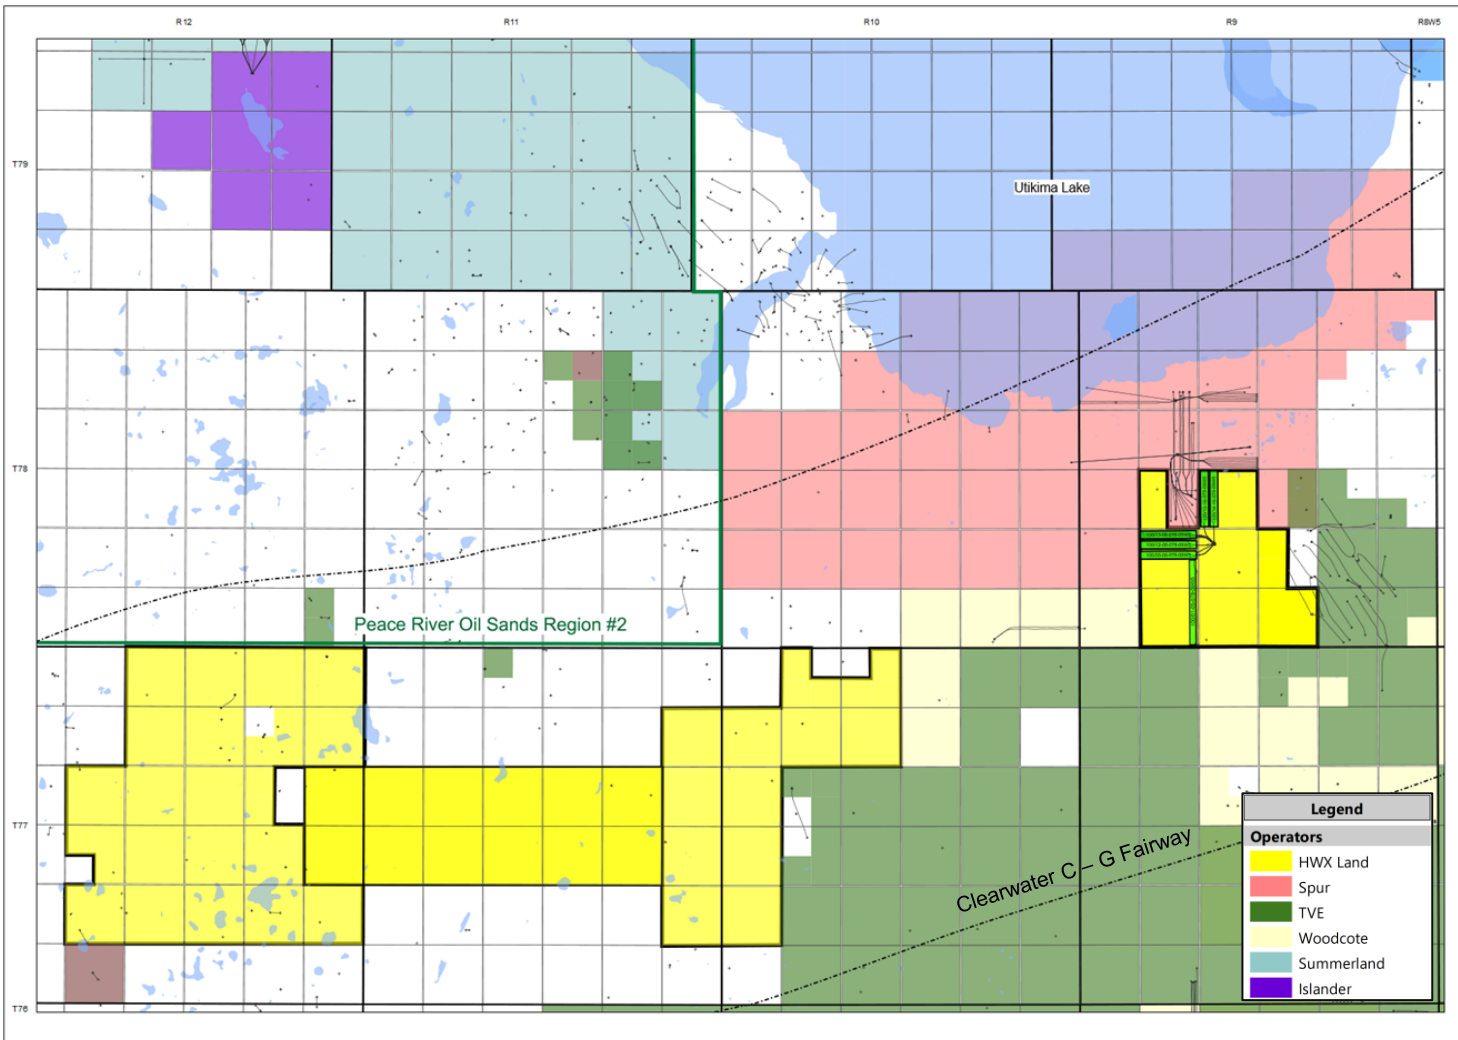 R12 R11 R10 R9 R8W5
T79
Utikima Lake
T78
Peace River Oil Sands Region #2
T77
Clearwater C – G Fairway
Legend
Operators
HWX Land
Spur
TVE
Woodcote
Summerland
Islander
T76